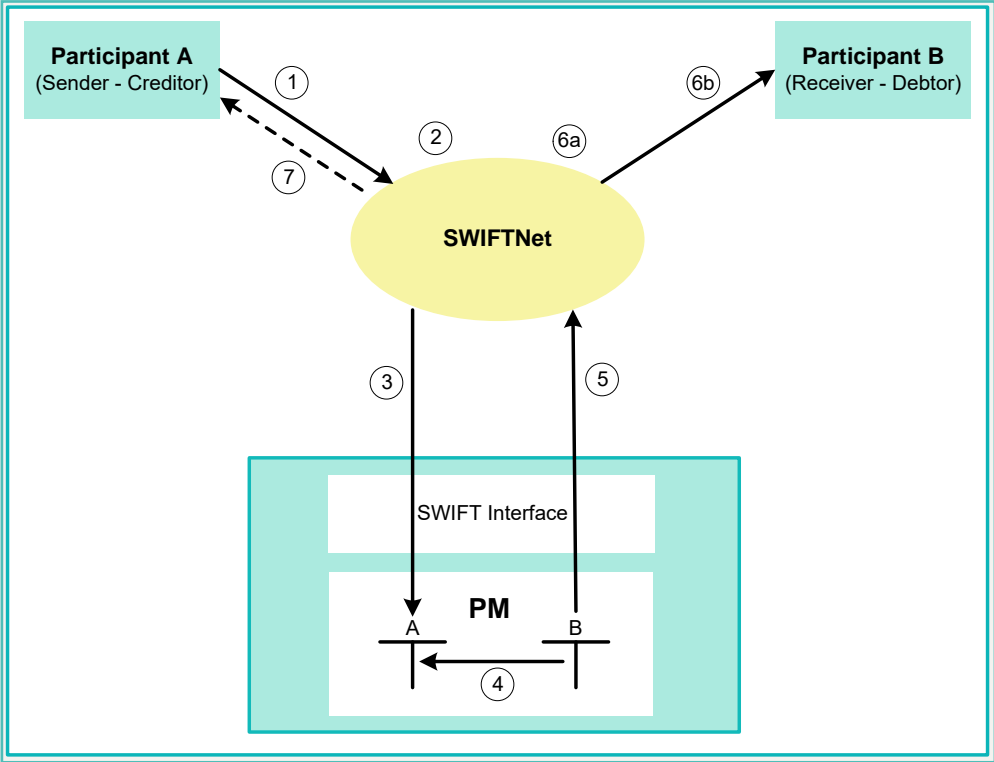 Participant A
(Sender - Creditor)
Participant B
(Receiver - Debtor)
1
2
6a
6b
7
SWIFTNet
3
5
SWIFT Interface
PM
A
B
4